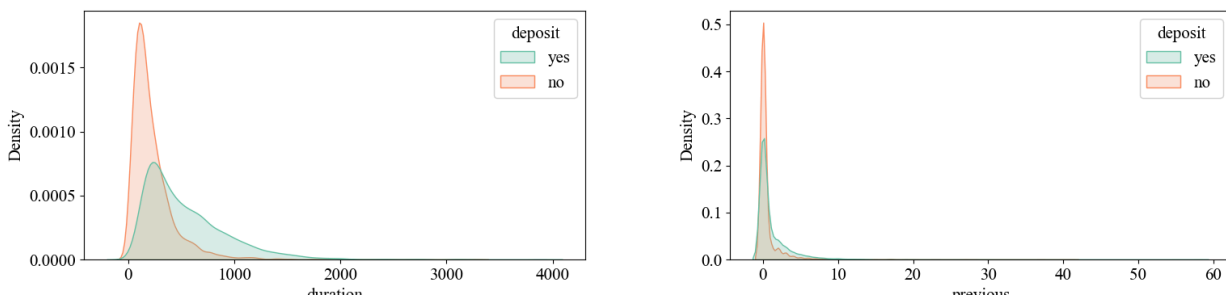 deposit
yes
no
0.0015
0.0010
0.0005
0.0000
Density
0 1000 2000 3000 4000
duration
deposit
yes
no
0.5
0.4
0.3
0.2
0.1
0.0
Density
0 10 20 30 40 50 60
previous